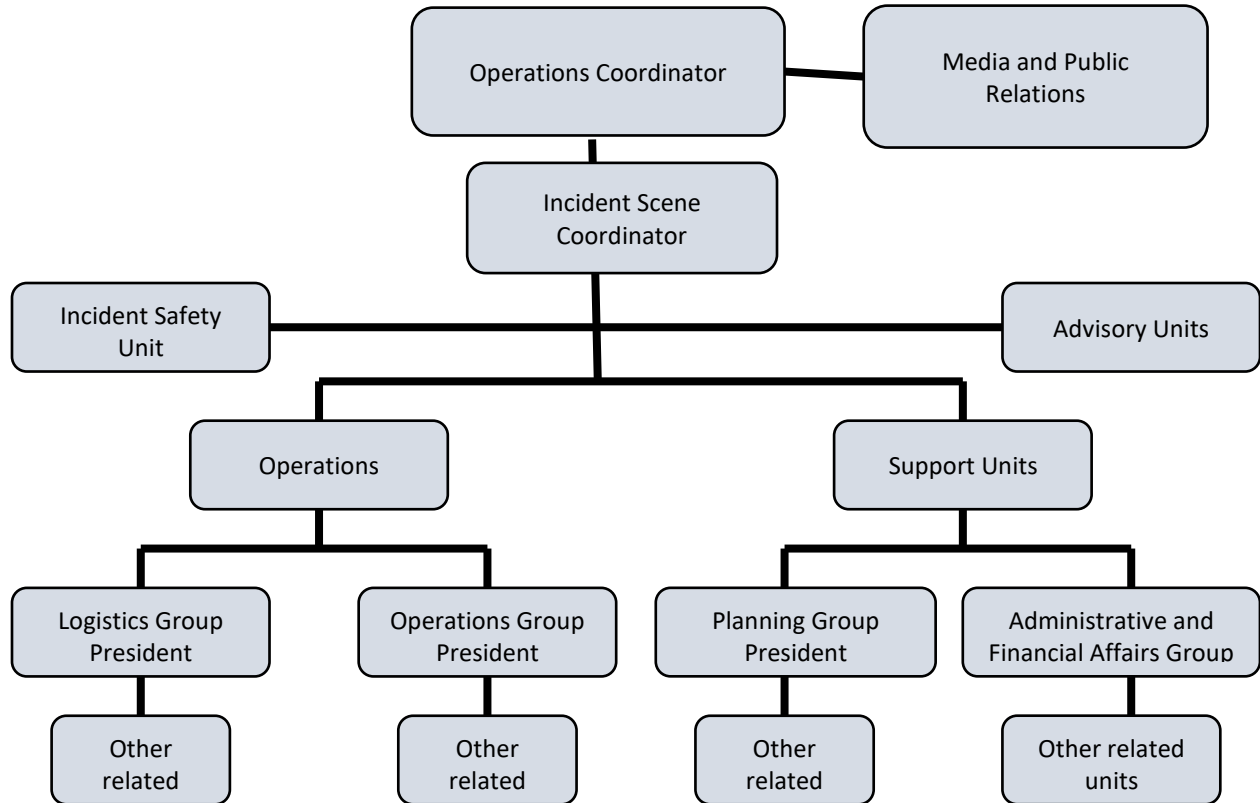 Operations Coordinator
Media and Public
Relations
Incident Scene
Coordinator
Incident Safety
Unit
Advisory Units
Operations
Support Units
Logistics Group
President
Operations Group
President
Planning Group
President
Administrative and
Financial Affairs Group
Other
related
Other
related
Other
related
Other related
units